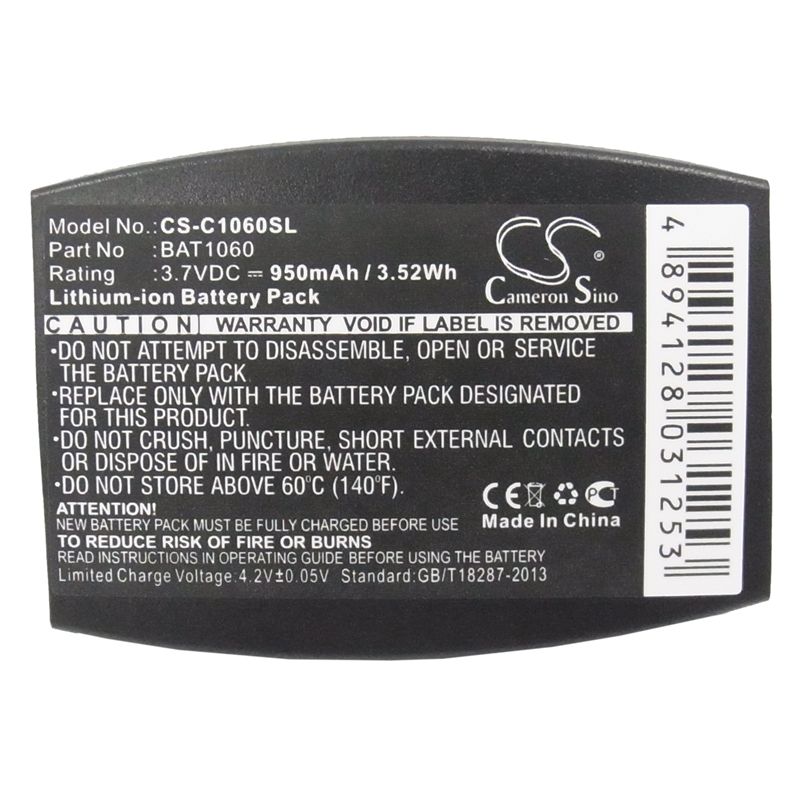 Model No.:CS-C1060SL
Part No :BAT1060
Rating :3.7VDC ⎓ 950mAh / 3.52Wh
Lithium-ion Battery Pack
CS
Cameron Sino
CAUTION: WARRANTY VOID IF LABEL IS REMOVED
•DO NOT ATTEMPT TO DISASSEMBLE, OPEN OR SERVICE
THE BATTERY PACK.
•REPLACE ONLY WITH THE BATTERY PACK DESIGNATED
FOR THIS PRODUCT.
•DO NOT CRUSH, PUNCTURE, SHORT EXTERNAL CONTACTS
OR DISPOSE OF IN FIRE OR WATER.
•DO NOT STORE ABOVE 60°C (140°F).
ATTENTION!
NEW BATTERY PACK MUST BE FULLY CHARGED BEFORE USE
TO REDUCE RISK OF FIRE OR BURNS
READ INSTRUCTIONS IN OPERATING GUIDE BEFORE USING THE BATTERY
Limited Charge Voltage:4.2V±0.05V Standard:GB/T18287-2013
CE PCT
Made In China
4 894128 031253